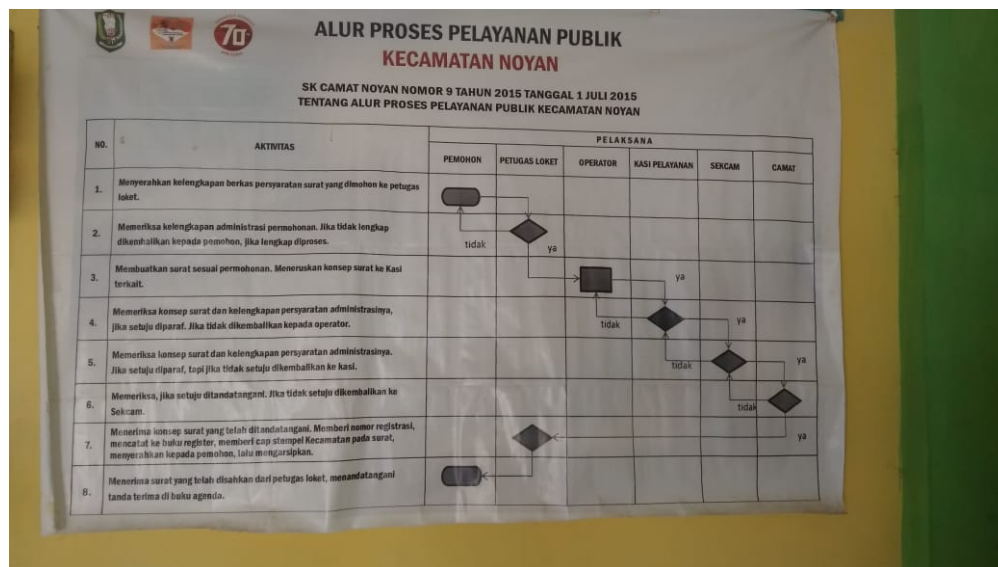 70
ALUR PROSES PELAYANAN PUBLIK
KECAMATAN NOYAN
SK CAMAT NOYAN NOMOR 9 TAHUN 2015 TANGGAL 1 JULI 2015
TENTANG ALUR PROSES PELAYANAN PUBLIK KECAMATAN NOYAN
NO.
AKTIVITAS
PELAKSANA
PEMOHON
PETUGAS LOKET
OPERATOR
KASI PELAYANAN
SEKCAM
CAMAT
1.
Menyerahkan kelengkapan berkas persyaratan surat yang dimohon ke petugas
loket.
2.
Memeriksa kelengkapan administrasi permohonan. Jika tidak lengkap
dikembalikan kepada pemohon, jika lengkap diproses.
tidak
ya
3.
Membuatkan surat sesuai permohonan. Meneruskan konsep surat ke Kasi
terkait.
ya
4.
Memeriksa konsep surat dan kelengkapan persyaratan administrasinya,
jika setuju diparaf. Jika tidak dikembalikan kepada operator.
tidak
ya
5.
Memeriksa konsep surat dan kelengkapan persyaratan administrasinya.
Jika setuju diparaf, tapi jika tidak setuju dikembalikan ke kasi.
tidak
ya
6.
Memeriksa, jika setuju ditandatangani. Jika tidak setuju dikembalikan ke
Sekcam.
tidak
7.
Menerima konsep surat yang telah ditandatangani. Memberi nomor registrasi,
mencatat ke buku register, memberi cap stempel Kecamatan pada surat,
menyerahkan kepada pemohon, lalu mengarsipkan.
ya
8.
Menerima surat yang telah disahkan dari petugas loket, menandatangani
tanda terima di buku agenda.